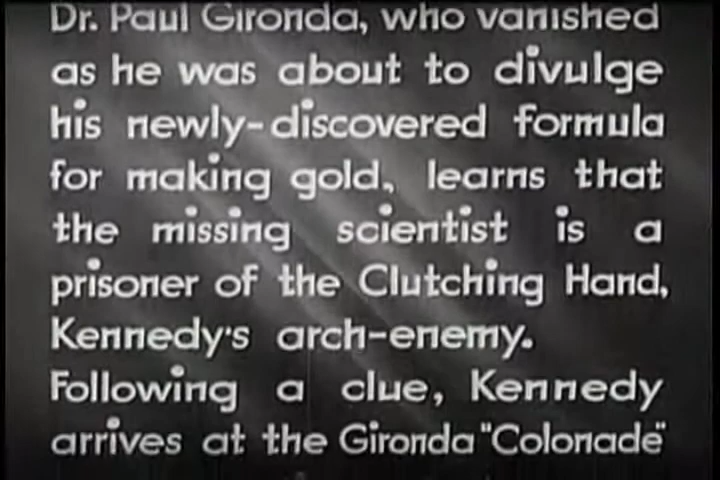 Dr. Paul Gironda, who vanished
as he was about to divulge
his newly-discovered formula
for making gold, learns that
the missing scientist is a
prisoner of the Clutching Hand,
Kennedy's arch-enemy.
Following a clue, Kennedy
arrives at the Gironda "Colonade"